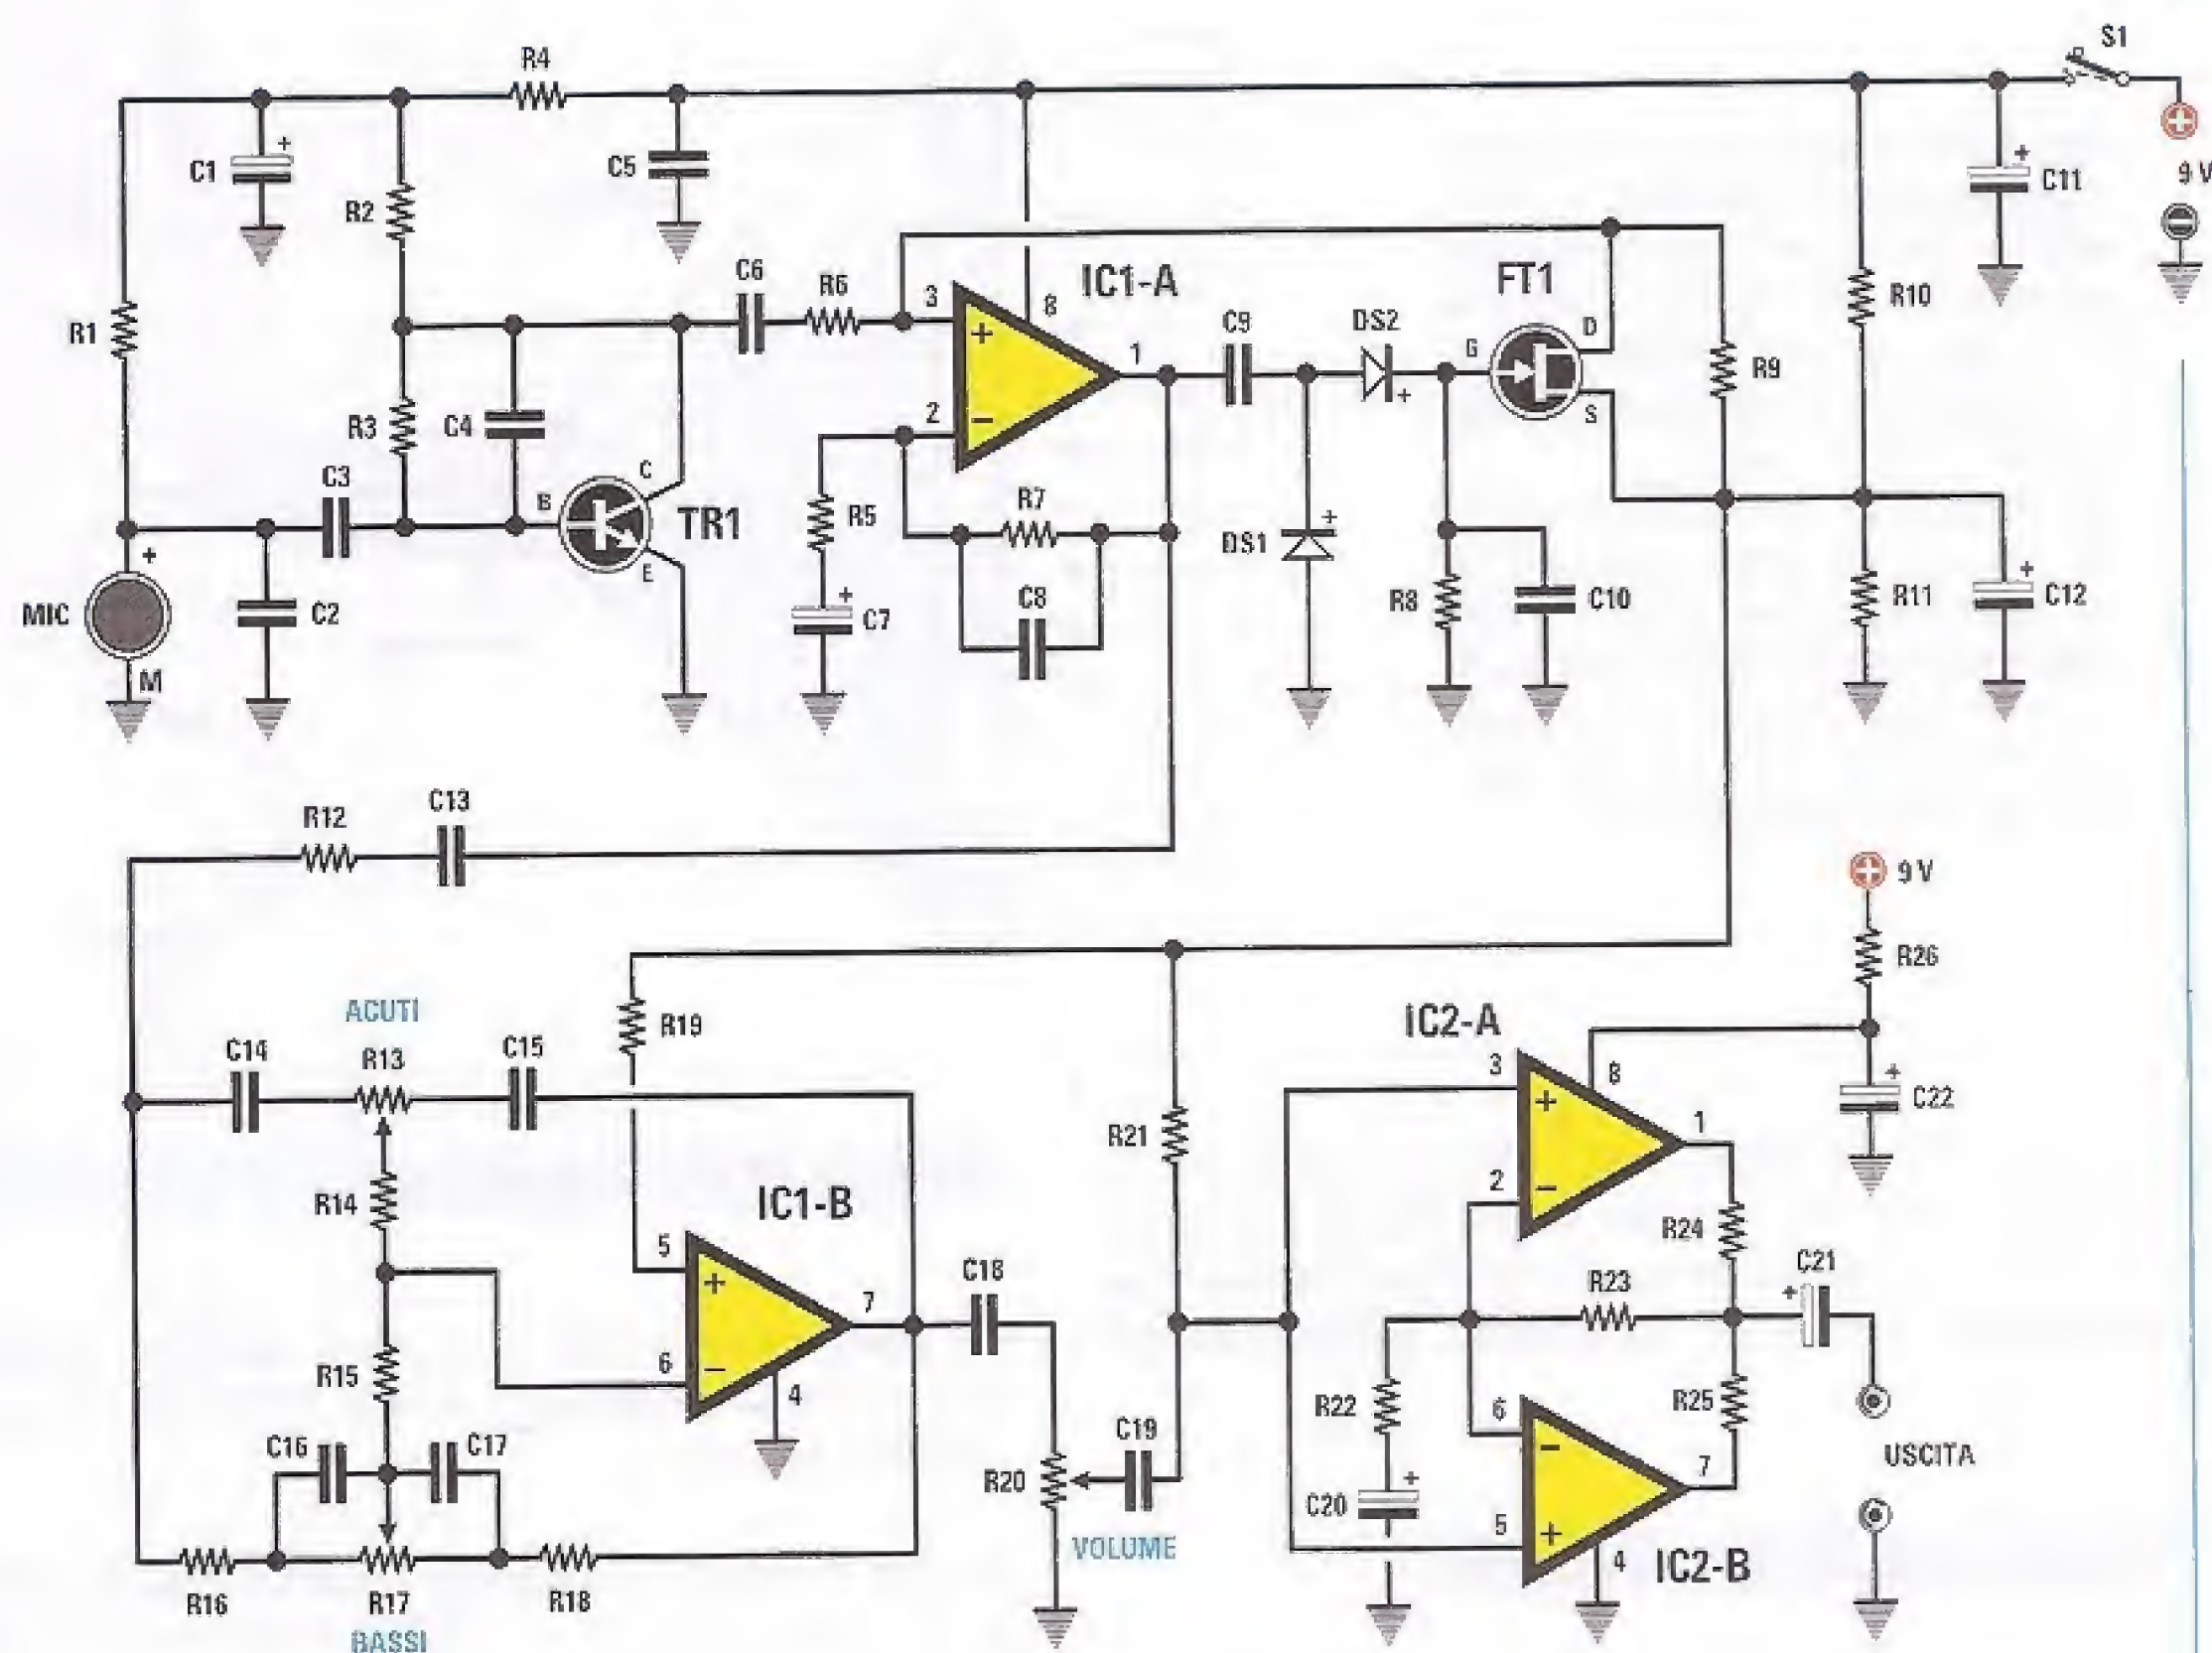 S1
R4
C1
+
R2
C5
+
C11
9 V
R1
C6
R6
3
IC1-A
8
+
1
C9
DS2
+
G
FT1
D
S
R9
R10
R3
C4
C3
B
C
E
TR1
2
−
R5
R7
DS1
+
R8
C10
R11
+
C12
MIC
+
M
C2
+
C7
C8
R12
C13
9 V
R26
ACUTI
R13
C14
C15
R19
R14
IC1-B
5
+
7
6
−
4
R15
C16
C17
R16
R17
R18
BASSI
C18
R20
C19
VOLUME
R21
IC2-A
3
+
8
1
2
−
+
C22
R24
R23
+
C21
R22
R25
+
C20
6
−
7
5
+
4
IC2-B
USCITA